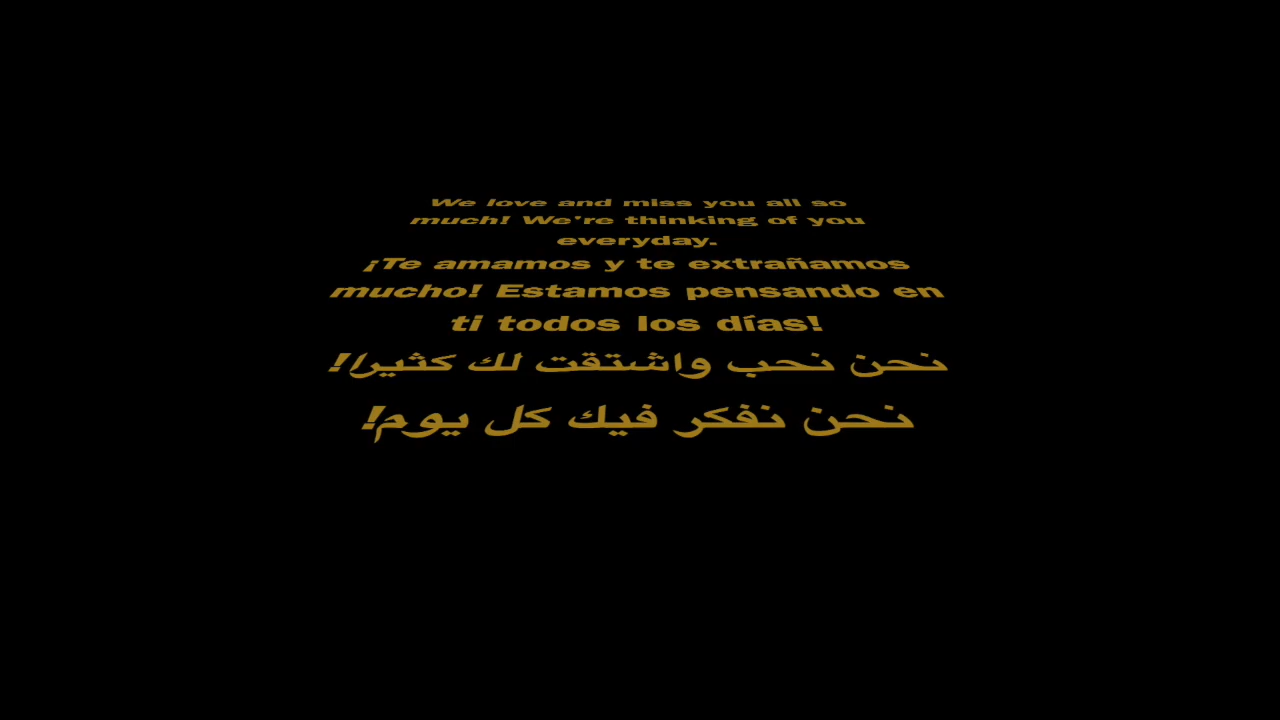 We love and miss you all so
much! We're thinking of you
everyday.
¡Te amamos y te extrañamos
mucho! Estamos pensando en
ti todos los días!
نحن نحب واشتقت لك كثيرا!
نحن نفكر فيك كل يوم!